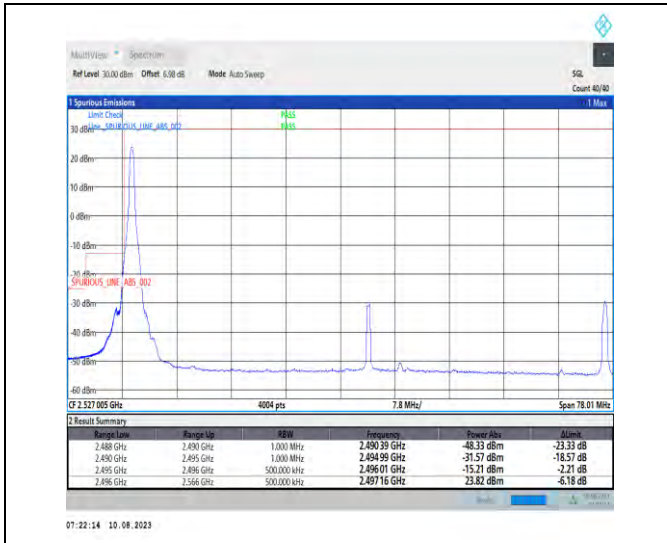 MultiView Spectrum
Ref Level 30.00 dBm Offset 6.98 dB Mode Auto Sweep SGL
Count 40/40
1 Spurious Emissions 1 Max
Limit Check PASS
Line _SPURIOUS_LINE_ABS_002 PASS
30 dBm
20 dBm
10 dBm
0 dBm
-10 dBm
-20 dBm
_SPURIOUS_LINE_ABS_002
-30 dBm
-40 dBm
-50 dBm
-60 dBm
CF 2.527 005 GHz 4004 pts 7.8 MHz/ Span 78.01 MHz
2 Result Summary
Range Low Range Up RBW Frequency Power Abs ΔLimit
2.488 GHz 2.490 GHz 1.000 MHz 2.490 39 GHz -48.33 dBm -23.33 dB
2.490 GHz 2.495 GHz 1.000 MHz 2.494 99 GHz -31.57 dBm -18.57 dB
2.495 GHz 2.496 GHz 500.000 kHz 2.496 01 GHz -15.21 dBm -2.21 dB
2.496 GHz 2.566 GHz 500.000 kHz 2.497 16 GHz 23.82 dBm -6.18 dB
07:22:14 10.08.2023